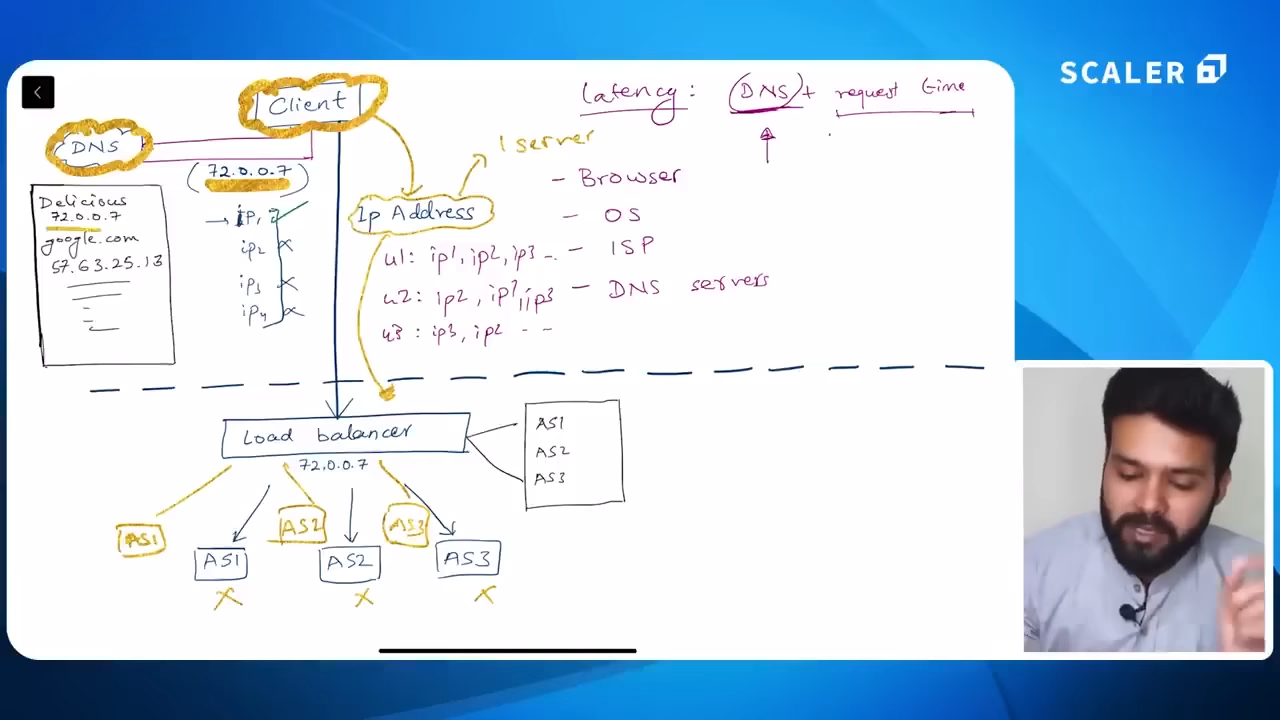 SCALER
Client
latency: (DNS) + request time
DNS
1 server
(72.0.0.7)
- Browser
Delicious
72.0.0.7
google.com
57.63.25.13
ip1
ip2 x
ip3 x
ip4 x
Ip Address
- OS
u1: ip1, ip2, ip3 --
- ISP
u2: ip2, ip1, ip3
- DNS servers
u3: ip3, ip2 - -
Load balancer
72.0.0.7
AS1
AS2
AS3
AS1
AS2
AS3
AS1
AS2
AS3
x
x
x